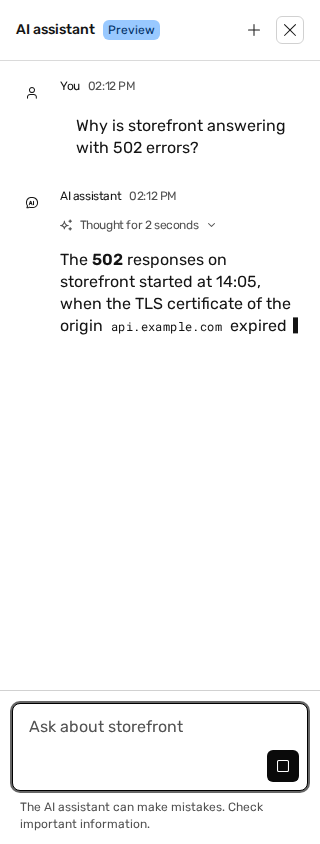 AI assistant Preview
You 02:12 PM
Why is storefront answering
with 502 errors?
AI
AI assistant 02:12 PM
Thought for 2 seconds
The 502 responses on
storefront started at 14:05,
when the TLS certificate of the
origin api.example.com expired
Ask about storefront
The AI assistant can make mistakes. Check
important information.